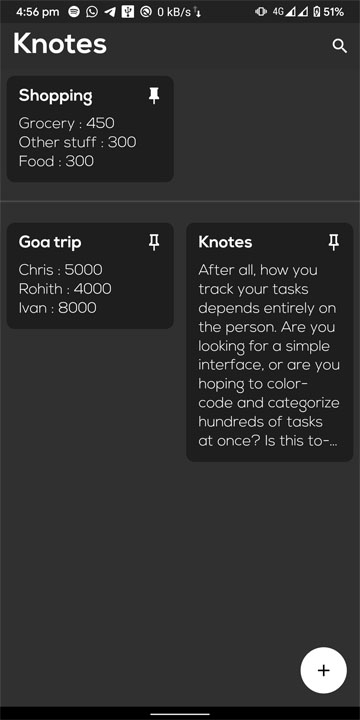 4:56 pm 0 kB/s 4G 51%
Knotes
Shopping
Grocery : 450
Other stuff : 300
Food : 300
Goa trip
Chris : 5000
Rohith : 4000
Ivan : 8000
Knotes
After all, how you
track your tasks
depends entirely on
the person. Are you
looking for a simple
interface, or are you
hoping to color-
code and categorize
hundreds of tasks
at once? Is this to-...